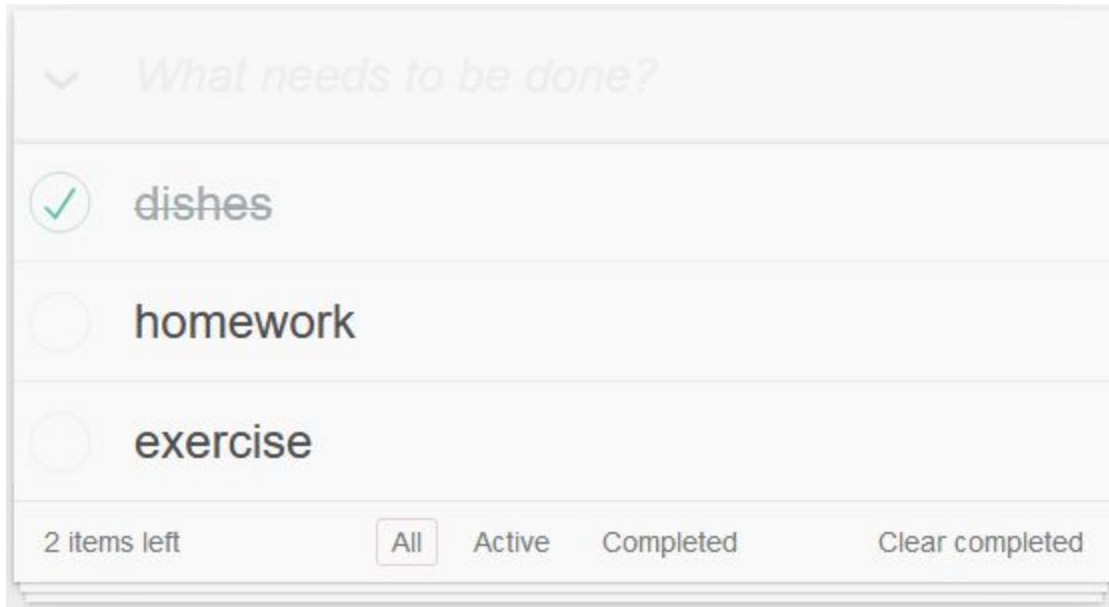 What needs to be done?
dishes
homework
exercise
2 items left All Active Completed Clear completed